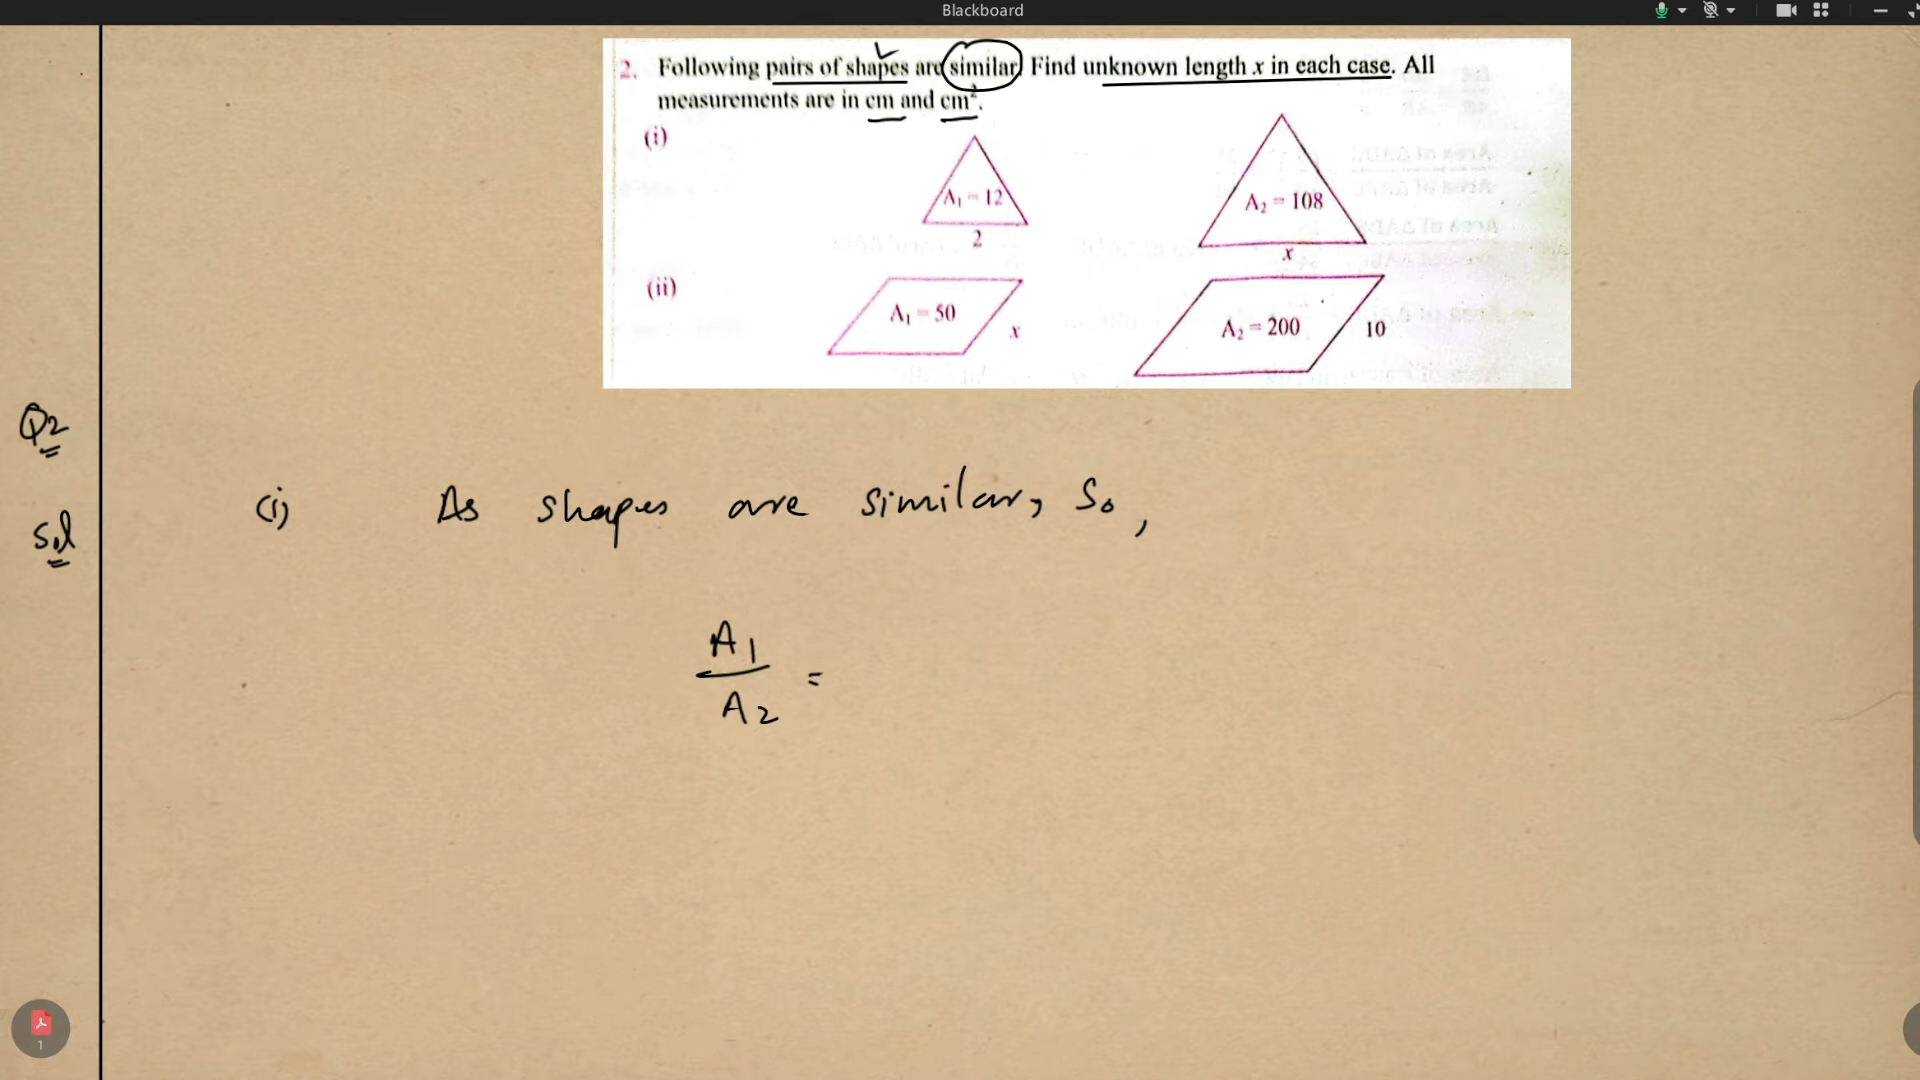 Blackboard
2. Following pairs of shapes are similar. Find unknown length x in each case. All
measurements are in cm and cm².
(i)
A₁ = 12
2
A₂ = 108
x
(ii)
A₁ = 50
x
A₂ = 200
10
Q2
Sol
(i) As shapes are similar, So,
A₁
A₂ =
1